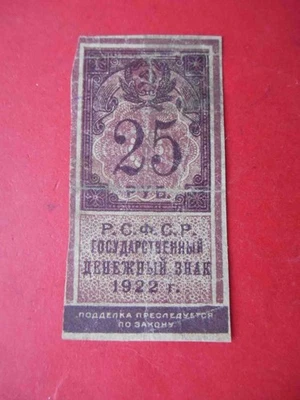 25
РУБ.
Р.С.Ф.С.Р.
ГОСУДАРСТВЕННЫЙ
ДЕНЕЖНЫЙ ЗНАК
1922 г.
ПОДДЕЛКА ПРЕСЛЕДУЕТСЯ
ПО ЗАКОНУ